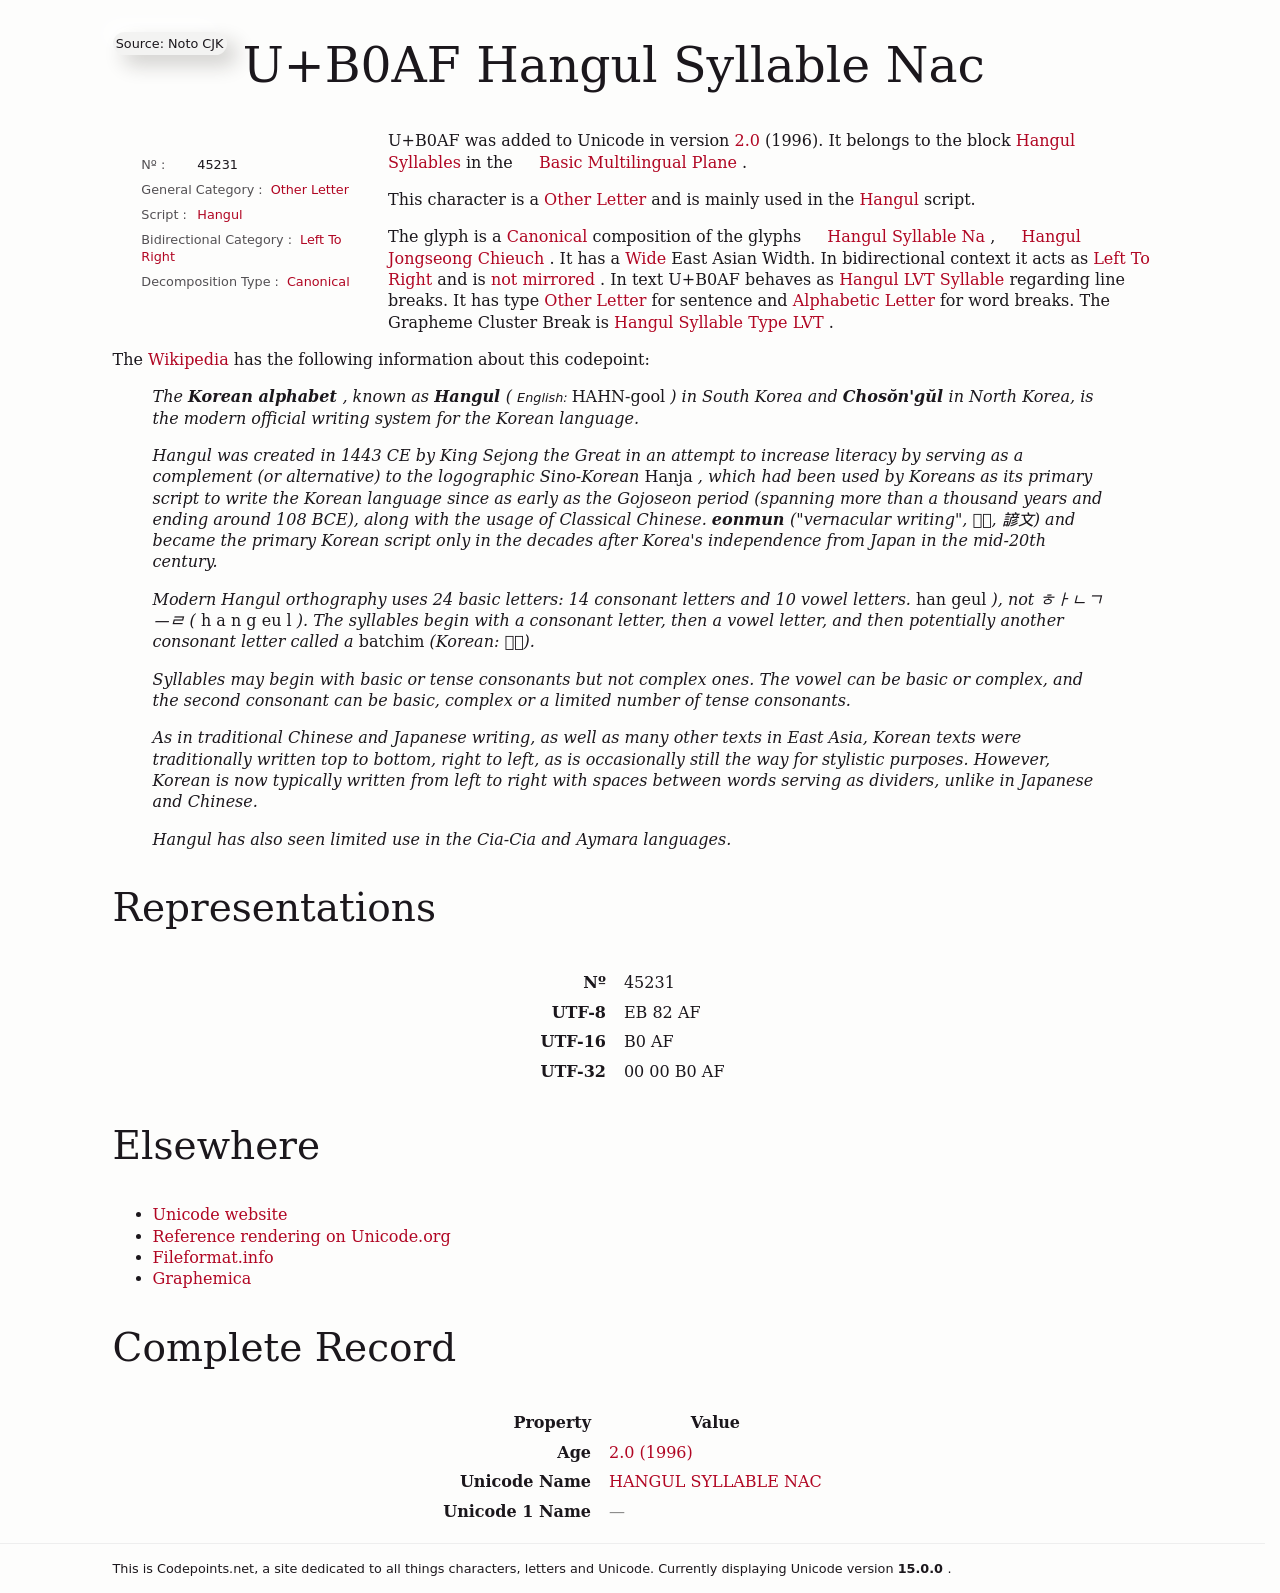 Source: Noto CJK
U+B0AF Hangul Syllable Nac
Nº : 45231
General Category : Other Letter
Script : Hangul
Bidirectional Category : Left To
Right
Decomposition Type : Canonical
U+B0AF was added to Unicode in version 2.0 (1996). It belongs to the block Hangul
Syllables in the Basic Multilingual Plane .
This character is a Other Letter and is mainly used in the Hangul script.
The glyph is a Canonical composition of the glyphs Hangul Syllable Na , Hangul
Jongseong Chieuch . It has a Wide East Asian Width. In bidirectional context it acts as Left To
Right and is not mirrored . In text U+B0AF behaves as Hangul LVT Syllable regarding line
breaks. It has type Other Letter for sentence and Alphabetic Letter for word breaks. The
Grapheme Cluster Break is Hangul Syllable Type LVT .
The Wikipedia has the following information about this codepoint:
The Korean alphabet , known as Hangul ( English: HAHN-gool ) in South Korea and Chosŏn'gŭl in North Korea, is
the modern official writing system for the Korean language.
Hangul was created in 1443 CE by King Sejong the Great in an attempt to increase literacy by serving as a
complement (or alternative) to the logographic Sino-Korean Hanja , which had been used by Koreans as its primary
script to write the Korean language since as early as the Gojoseon period (spanning more than a thousand years and
ending around 108 BCE), along with the usage of Classical Chinese. eonmun ("vernacular writing", , 諺文) and
became the primary Korean script only in the decades after Korea's independence from Japan in the mid-20th
century.
Modern Hangul orthography uses 24 basic letters: 14 consonant letters and 10 vowel letters. han geul ), not ㅎㅏㄴㄱ
ㅡㄹ ( h a n g eu l ). The syllables begin with a consonant letter, then a vowel letter, and then potentially another
consonant letter called a batchim (Korean: ).
Syllables may begin with basic or tense consonants but not complex ones. The vowel can be basic or complex, and
the second consonant can be basic, complex or a limited number of tense consonants.
As in traditional Chinese and Japanese writing, as well as many other texts in East Asia, Korean texts were
traditionally written top to bottom, right to left, as is occasionally still the way for stylistic purposes. However,
Korean is now typically written from left to right with spaces between words serving as dividers, unlike in Japanese
and Chinese.
Hangul has also seen limited use in the Cia-Cia and Aymara languages.
Representations
Nº 45231
UTF-8 EB 82 AF
UTF-16 B0 AF
UTF-32 00 00 B0 AF
Elsewhere
• Unicode website
• Reference rendering on Unicode.org
• Fileformat.info
• Graphemica
Complete Record
Property Value
Age 2.0 (1996)
Unicode Name HANGUL SYLLABLE NAC
Unicode 1 Name —
This is Codepoints.net, a site dedicated to all things characters, letters and Unicode. Currently displaying Unicode version 15.0.0 .